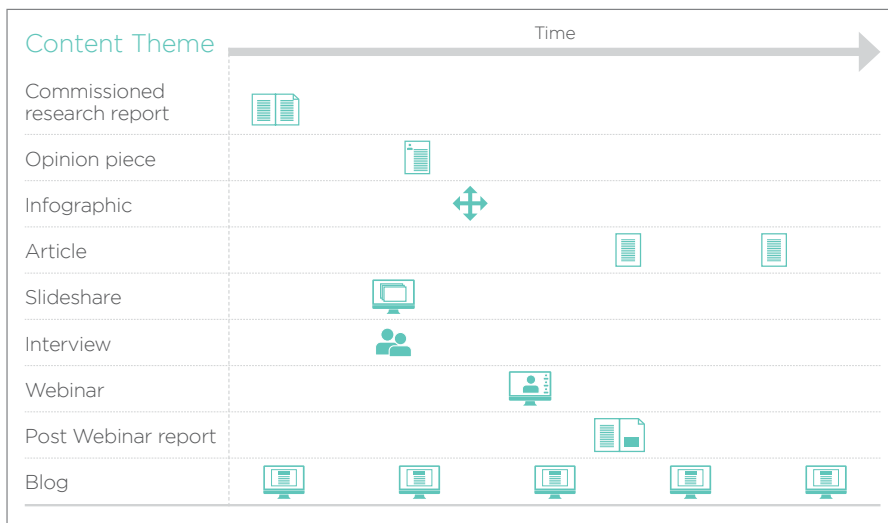 Content Theme
Time
Commissioned
research report
Opinion piece
Infographic
Article
Slideshare
Interview
Webinar
Post Webinar report
Blog